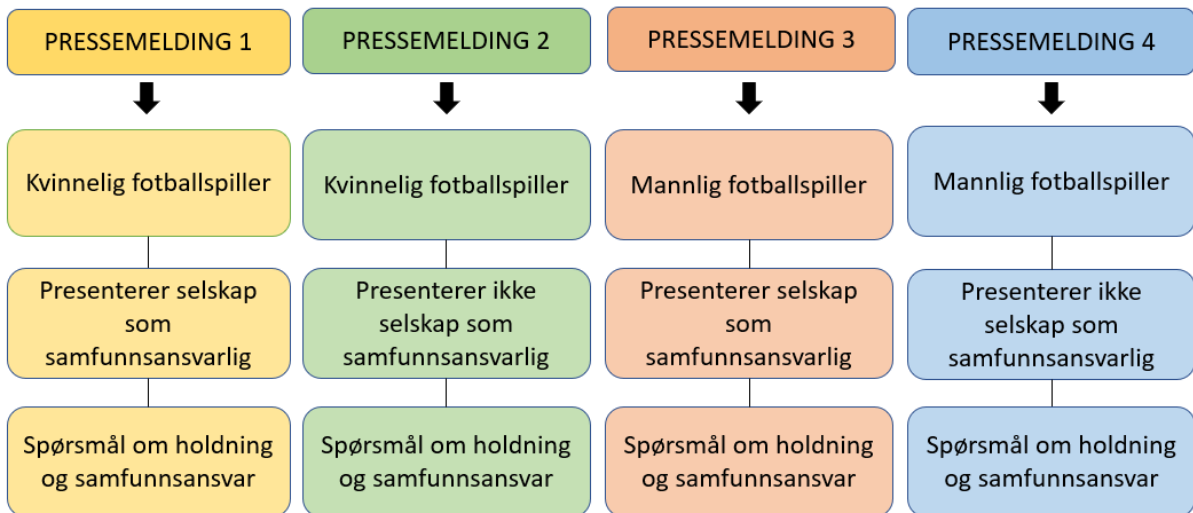 PRESSEMELDING 1
Kvinnelig fotballspiller
Presenterer selskap
som
samfunnsansvarlig
Spørsmål om holdning
og samfunnsansvar
PRESSEMELDING 2
Kvinnelig fotballspiller
Presenterer ikke
selskap som
samfunnsansvarlig
Spørsmål om holdning
og samfunnsansvar
PRESSEMELDING 3
Mannlig fotballspiller
Presenterer selskap
som
samfunnsansvarlig
Spørsmål om holdning
og samfunnsansvar
PRESSEMELDING 4
Mannlig fotballspiller
Presenterer ikke
selskap som
samfunnsansvarlig
Spørsmål om holdning
og samfunnsansvar